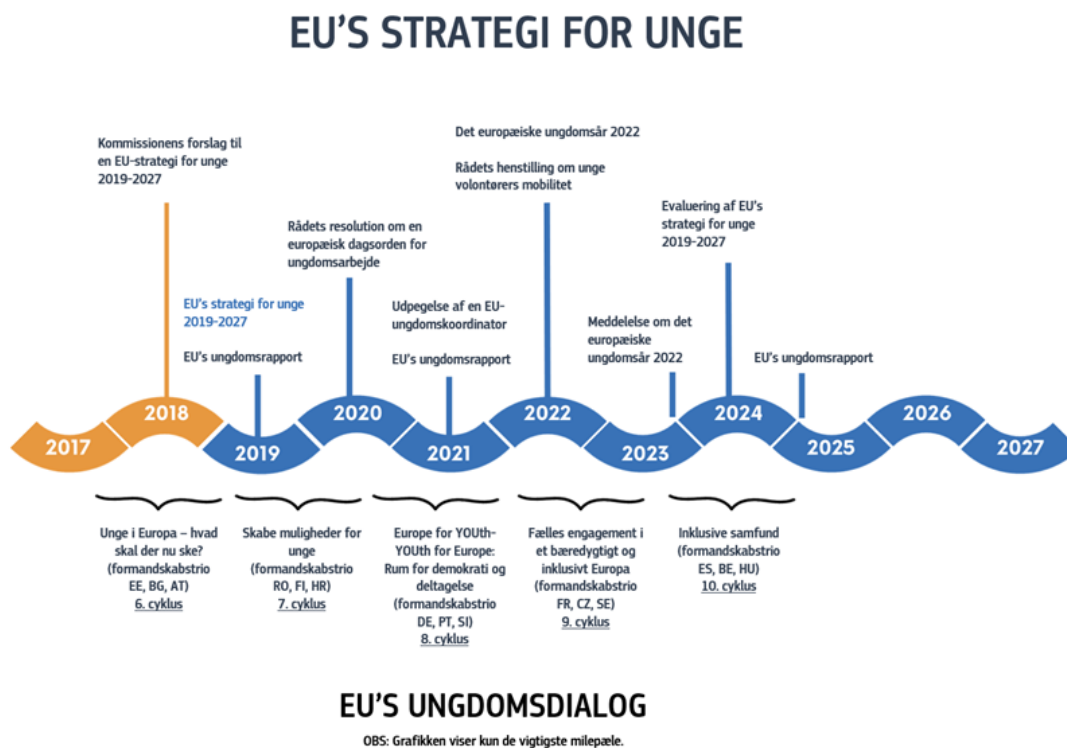 EU'S STRATEGI FOR UNGE
Kommissionens forslag til
en EU-strategi for unge
2019-2027
EU's strategi for unge
2019-2027
EU's ungdomsrapport
Rådets resolution om en
europæisk dagsorden for
ungdomsarbejde
Udpegelse af en EU-
ungdomskoordinator
EU's ungdomsrapport
Det europæiske ungdomsår 2022
Rådets henstilling om unge
volontørers mobilitet
Meddelelse om det
europæiske
ungdomsår 2022
Evaluering af EU's
strategi for unge
2019-2027
EU's ungdomsrapport
2017
2018
2019
2020
2021
2022
2023
2024
2025
2026
2027
Unge i Europa – hvad
skal der nu ske?
(formandskabstrio
EE, BG, AT)
6. cyklus
Skabe muligheder for
unge
(formandskabstrio
RO, FI, HR)
7. cyklus
Europe for YOUth-
YOUth for Europe:
Rum for demokrati og
deltagelse
(formandskabstrio
DE, PT, SI)
8. cyklus
Fælles engagement i
et bæredygtigt og
inklusivt Europa
(formandskabstrio
FR, CZ, SE)
9. cyklus
Inklusive samfund
(formandskabstrio
ES, BE, HU)
10. cyklus
EU'S UNGDOMSDIALOG
OBS: Grafikken viser kun de vigtigste milepæle.